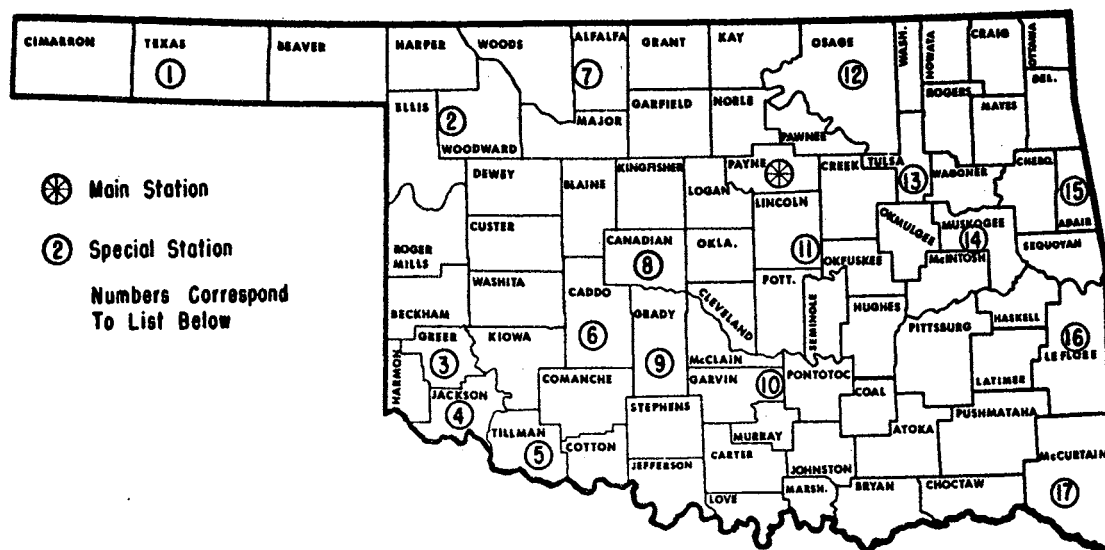 CIMARRON
TEXAS
BEAVER
HARPER
WOODS
ALFALFA
GRANT
KAY
OSAGE
WASH.
NOWATA
CRAIG
OTTAWA
1
7
12
DEL.
ELLIS
2
WOODWARD
MAJOR
GARFIELD
NOBLE
PAWNEE
ROGERS
MAYES
Main Station
DEWEY
BLAINE
KINGFISHER
LOGAN
PAYNE
CREEK
TULSA
13
WAGONER
CHERO.
15
ADAIR
LINCOLN
2 Special Station
ROGER
MILLS
CUSTER
CANADIAN
8
OKLA.
11
OKMULGEE
MUSKOGEE
14
SEQUOYAH
OKFUSKEE
McINTOSH
Numbers Correspond
To List Below
WASHITA
CADDO
6
GRADY
CLEVELAND
POTT.
SEMINOLE
HUGHES
PITTSBURG
HASKELL
16
LE FLORE
BECKHAM
GREER
KIOWA
3
9
McCLAIN
HARMON
JACKSON
4
COMANCHE
GARVIN
10
PONTOTOC
COAL
LATIMER
TILLMAN
5
COTTON
STEPHENS
MURRAY
ATOKA
PUSHMATAHA
CARTER
JOHNSTON
McCURTAIN
JEFFERSON
LOVE
MARSH.
BRYAN
CHOCTAW
17